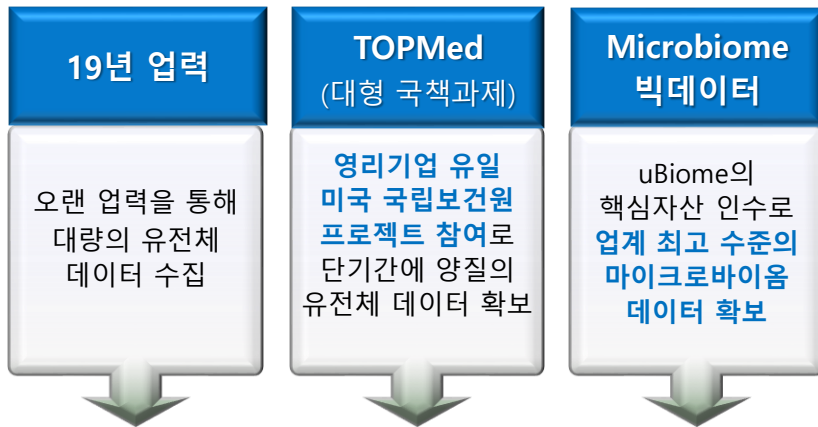 19년 업력
오랜 업력을 통해
대량의 유전체
데이터 수집
TOPMed
(대형 국책과제)
영리기업 유일
미국 국립보건원
프로젝트 참여로
단기간에 양질의
유전체 데이터 확보
Microbiome
빅데이터
uBiome의
핵심자산 인수로
업계 최고 수준의
마이크로바이옴
데이터 확보